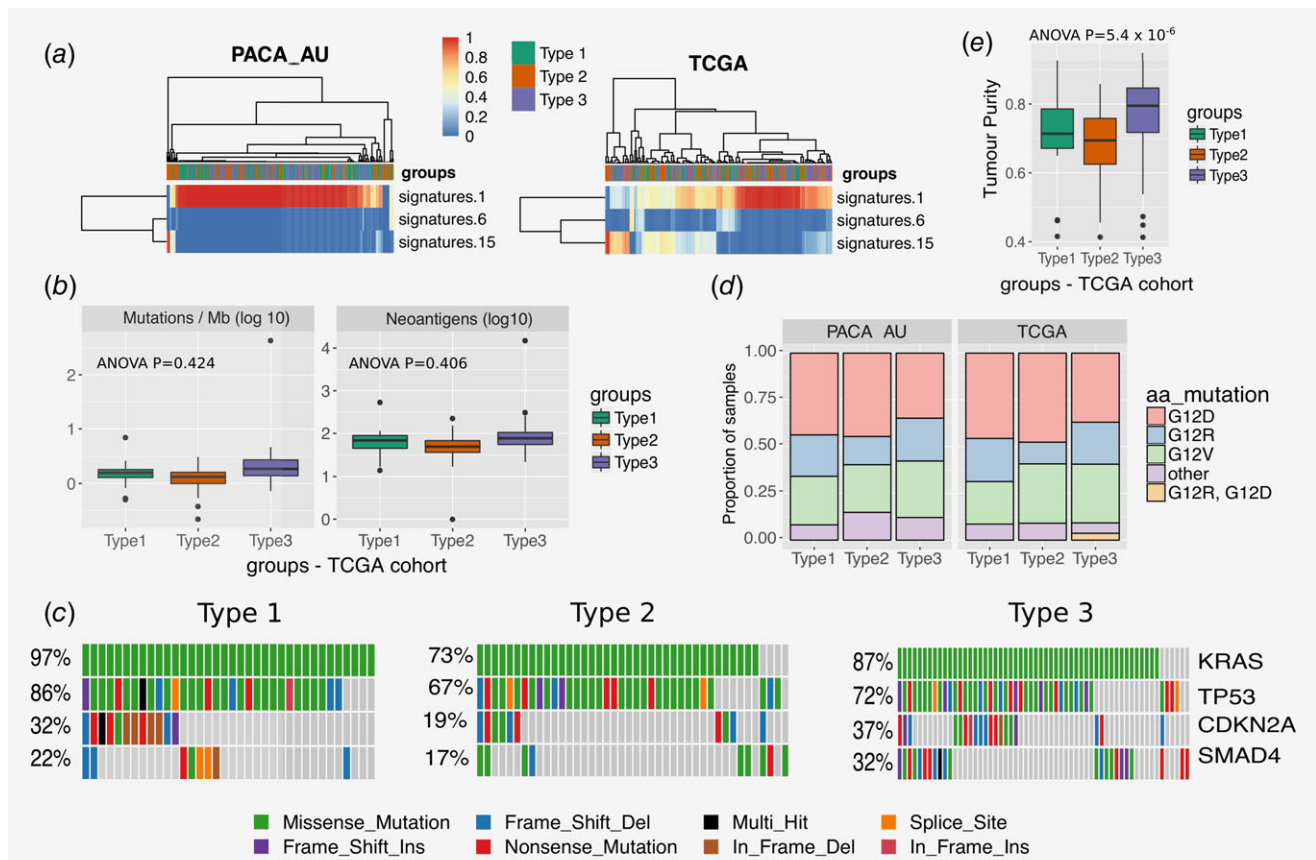 (a)
PACA_AU
1
0.8
0.6
0.4
0.2
0
Type 1
Type 2
Type 3
groups
signatures.1
signatures.6
signatures.15
TCGA
groups
signatures.1
signatures.6
signatures.15
(e)
ANOVA P=5.4 x 10-6
Tumour Purity
0.8
0.6
0.4
Type1 Type2 Type3
groups - TCGA cohort
groups
Type1
Type2
Type3
(b)
Mutations / Mb (log 10)
ANOVA P=0.424
2
1
0
Type1 Type2 Type3
Neoantigens (log10)
ANOVA P=0.406
4
3
2
1
0
Type1 Type2 Type3
groups - TCGA cohort
groups
Type1
Type2
Type3
(d)
PACA AU
TCGA
Proportion of samples
1.00
0.75
0.50
0.25
0.00
Type1 Type2 Type3
Type1 Type2 Type3
aa_mutation
G12D
G12R
G12V
other
G12R, G12D
(c)
Type 1
97%
86%
32%
22%
Type 2
73%
67%
19%
17%
Type 3
87%
72%
37%
32%
KRAS
TP53
CDKN2A
SMAD4
Missense_Mutation
Frame_Shift_Del
Multi_Hit
Splice_Site
Frame_Shift_Ins
Nonsense_Mutation
In_Frame_Del
In_Frame_Ins